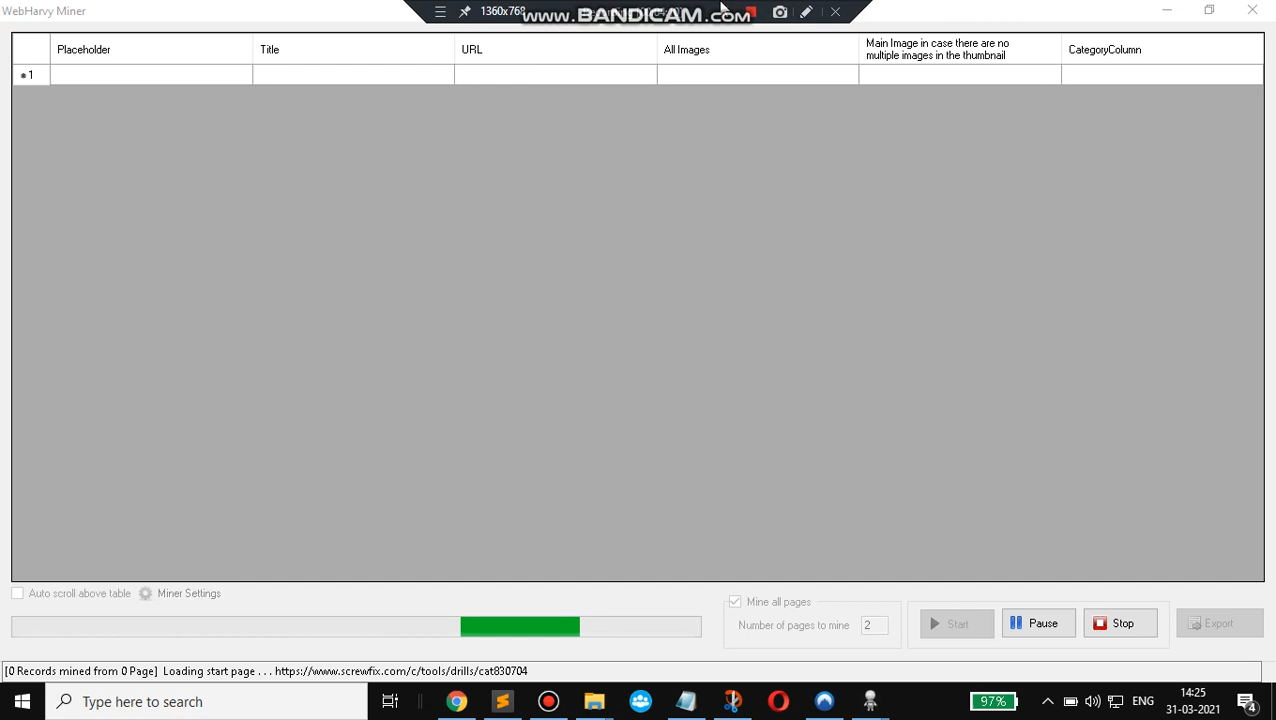 WebHarvy Miner
1360x768
www.BANDICAM.com
Placeholder
Title
URL
All Images
Main Image in case there are no
multiple images in the thumbnail
CategoryColumn
*1
Auto scroll above table
Miner Settings
Mine all pages
Number of pages to mine
2
Start
Pause
Stop
Export
[0 Records mined from 0 Page] Loading start page . . . https://www.screwfix.com/c/tools/drills/cat830704
Type here to search
97%
ENG
14:25
31-03-2021
4